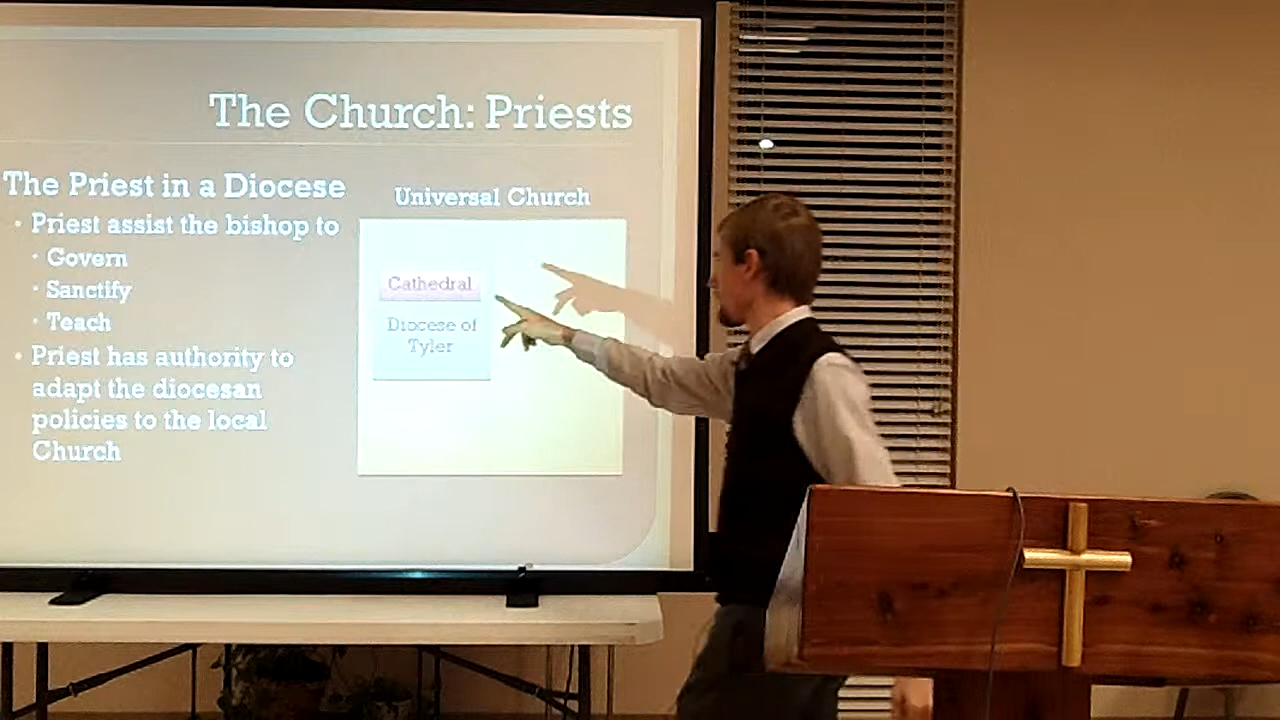 The Church: Priests
The Priest in a Diocese
Priest assist the bishop to
Govern
Sanctify
Teach
Priest has authority to
adapt the diocesan
policies to the local
Church
Universal Church
Cathedral
Diocese of
Tyler